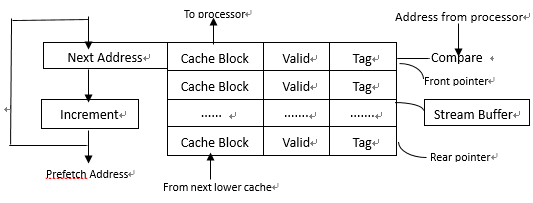 To processor
Address from processor
Next Address
Cache Block Valid Tag
Compare
Front pointer
Cache Block Valid Tag
Increment
...... ....... .......
Stream Buffer
Cache Block Valid Tag
Rear pointer
Prefetch Address
From next lower cache